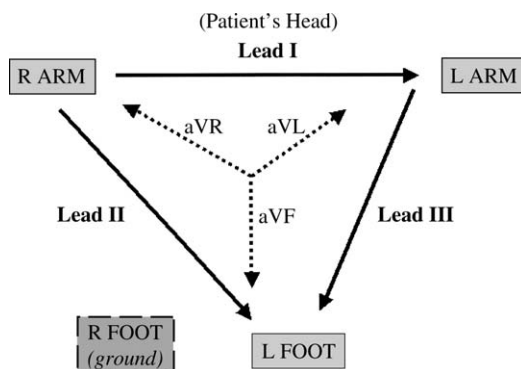 (Patient's Head)
Lead I
R ARM
L ARM
aVR
aVL
Lead II
aVF
Lead III
R FOOT
(ground)
L FOOT